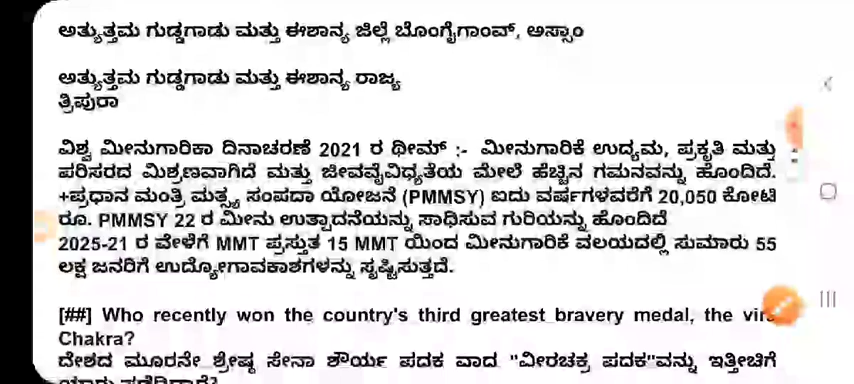 ಅತ್ಯುತ್ತಮ ಗುಡ್ಡಗಾಡು ಮತ್ತು ಈಶಾನ್ಯ ಜಿಲ್ಲೆ ಬೊಂಗೈಗಾಂವ್, ಅಸ್ಸಾಂ
ಅತ್ಯುತ್ತಮ ಗುಡ್ಡಗಾಡು ಮತ್ತು ಈಶಾನ್ಯ ರಾಜ್ಯ
ತ್ರಿಪುರಾ
ವಿಶ್ವ ಮೀನುಗಾರಿಕಾ ದಿನಾಚರಣೆ 2021 ರ ಥೀಮ್ :- ಮೀನುಗಾರಿಕೆ ಉದ್ಯಮ, ಪ್ರಕೃತಿ ಮತ್ತು
ಪರಿಸರದ ಮಿಶ್ರಣವಾಗಿದೆ ಮತ್ತು ಜೀವವೈವಿಧ್ಯತೆಯ ಮೇಲೆ ಹೆಚ್ಚಿನ ಗಮನವನ್ನು ಹೊಂದಿದೆ.
+ಪ್ರಧಾನ ಮಂತ್ರಿ ಮತ್ಸ್ಯ ಸಂಪದಾ ಯೋಜನೆ (PMMSY) ಐದು ವರ್ಷಗಳವರೆಗೆ 20,050 ಕೋಟಿ
ರೂ. PMMSY 22 ರ ಮೀನು ಉತ್ಪಾದನೆಯನ್ನು ಸಾಧಿಸುವ ಗುರಿಯನ್ನು ಹೊಂದಿದೆ
2025-21 ರ ವೇಳೆಗೆ MMT ಪ್ರಸ್ತುತ 15 MMT ಯಿಂದ ಮೀನುಗಾರಿಕೆ ವಲಯದಲ್ಲಿ ಸುಮಾರು 55
ಲಕ್ಷ ಜನರಿಗೆ ಉದ್ಯೋಗಾವಕಾಶಗಳನ್ನು ಸೃಷ್ಟಿಸುತ್ತದೆ.
[##] Who recently won the country's third greatest bravery medal, the
Chakra?
ದೇಶದ ಮೂರನೇ ಶ್ರೇಷ್ಠ ಸೇನಾ ಶೌರ್ಯ ಪದಕ ವಾದ "ವೀರಚಕ್ರ ಪದಕ"ವನ್ನು ಇತ್ತೀಚಿಗೆ